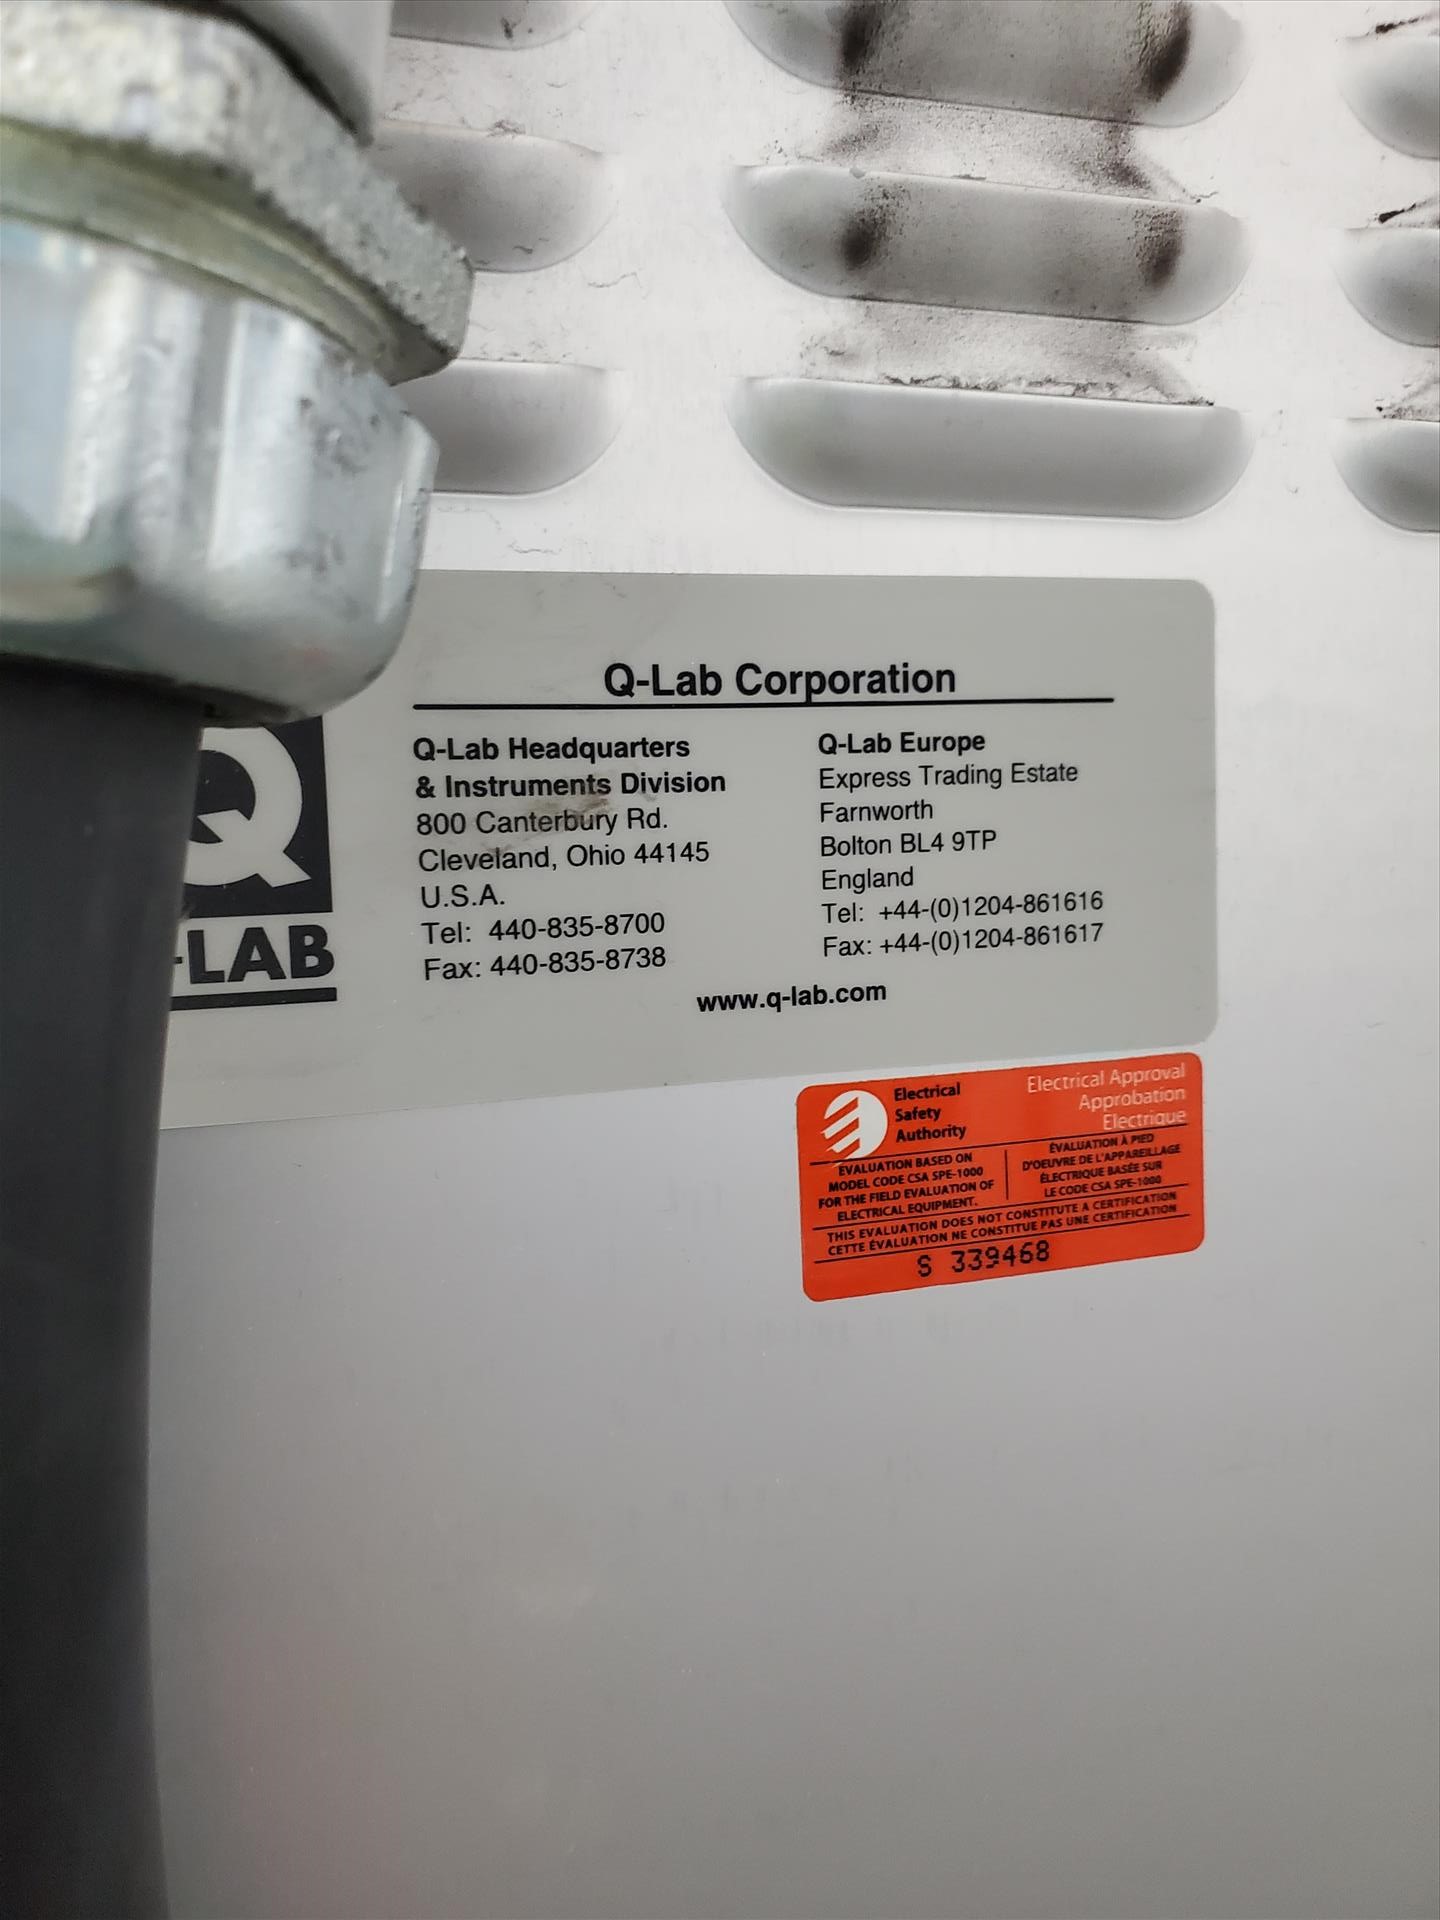 Q-Lab Corporation
Q-Lab Headquarters
& Instruments Division
800 Canterbury Rd.
Cleveland, Ohio 44145
U.S.A.
Tel: 440-835-8700
Fax: 440-835-8738
Q-Lab Europe
Express Trading Estate
Farnworth
Bolton BL4 9TP
England
Tel: +44-(0)1204-861616
Fax: +44-(0)1204-861617
www.q-lab.com
Q
-LAB
Electrical
Safety
Authority
Electrical Approval
Approbation
Electrique
EVALUATION BASED ON
MODEL CODE CSA SPE-1000
FOR THE FIELD EVALUATION OF
ELECTRICAL EQUIPMENT.
ÉVALUATION À PIED
D'OEUVRE DE L'APPAREILLAGE
ÉLECTRIQUE BASÉE SUR
LE CODE CSA SPE-1000
THIS EVALUATION DOES NOT CONSTITUTE A CERTIFICATION
CETTE ÉVALUATION NE CONSTITUE PAS UNE CERTIFICATION
S 339468